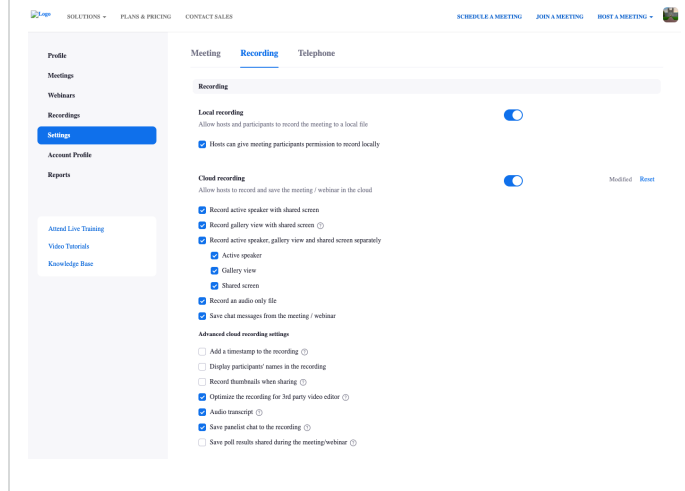 Logo SOLUTIONS PLANS & PRICING CONTACT SALES SCHEDULE A MEETING JOIN A MEETING HOST A MEETING
Profile
Meetings
Webinars
Recordings
Settings
Account Profile
Reports
Attend Live Training
Video Tutorials
Knowledge Base
Meeting Recording Telephone
Recording
Local recording
Allow hosts and participants to record the meeting to a local file
Hosts can give meeting participants permission to record locally
Cloud recording
Modified Reset
Allow hosts to record and save the meeting / webinar in the cloud
Record active speaker with shared screen
Record gallery view with shared screen
Record active speaker, gallery view and shared screen separately
Active speaker
Gallery view
Shared screen
Record an audio only file
Save chat messages from the meeting / webinar
Advanced cloud recording settings
Add a timestamp to the recording
Display participants' names in the recording
Record thumbnails when sharing
Optimize the recording for 3rd party video editor
Audio transcript
Save panelist chat to the recording
Save poll results shared during the meeting/webinar